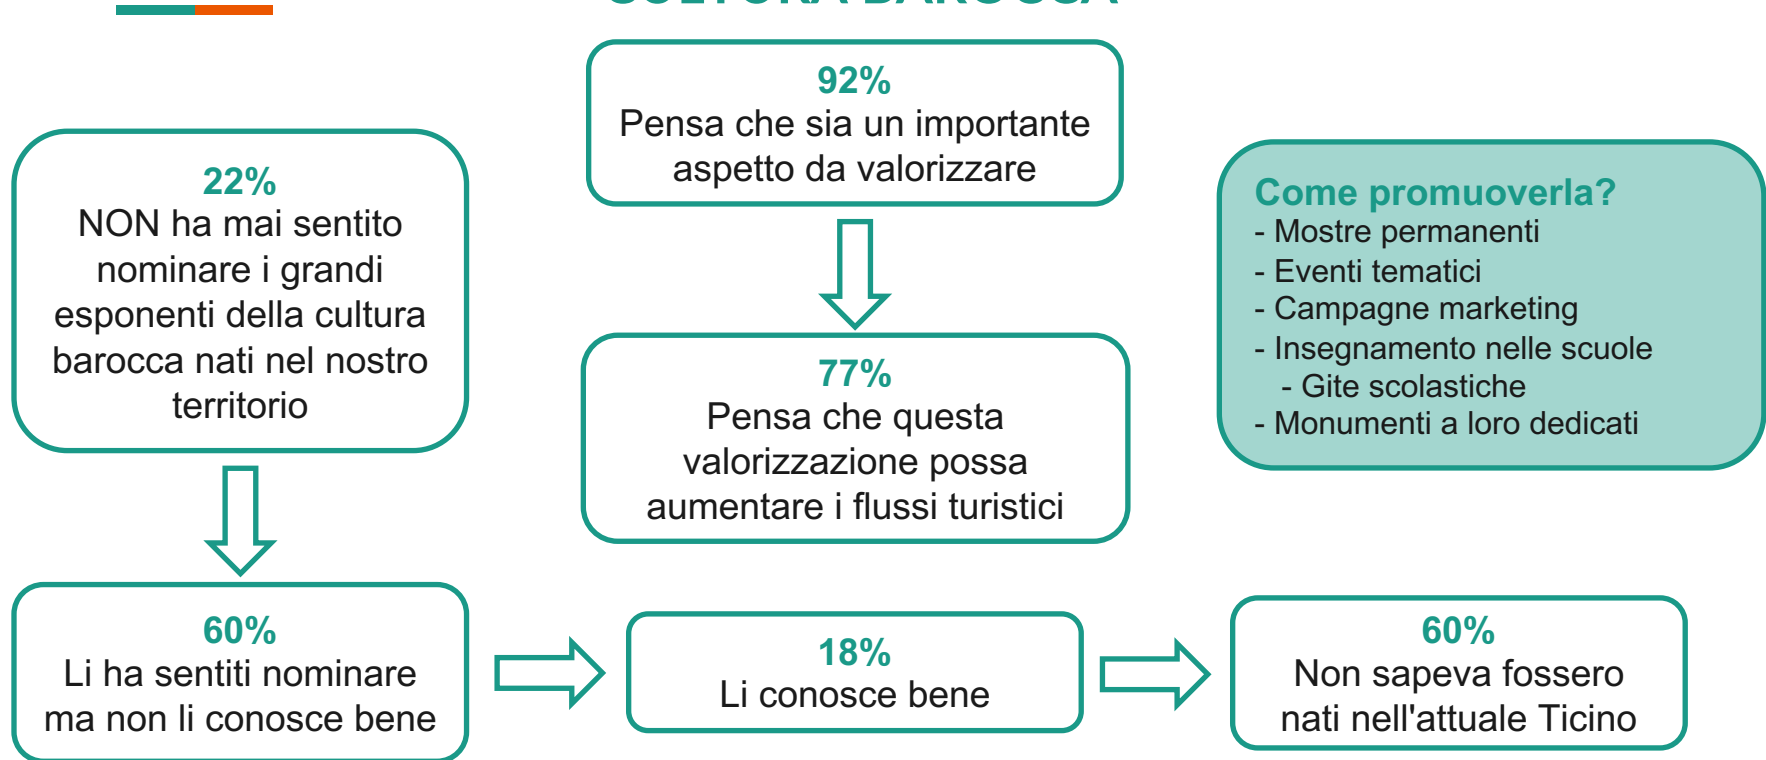 CULTURA BAROCCA
92%
Pensa che sia un importante
aspetto da valorizzare
22%
NON ha mai sentito
nominare i grandi
esponenti della cultura
barocca nati nel nostro
territorio
Come promuoverla?
- Mostre permanenti
- Eventi tematici
- Campagne marketing
- Insegnamento nelle scuole
- Gite scolastiche
- Monumenti a loro dedicati
77%
Pensa che questa
valorizzazione possa
aumentare i flussi turistici
60%
Li ha sentiti nominare
ma non li conosce bene
18%
Li conosce bene
60%
Non sapeva fossero
nati nell'attuale Ticino